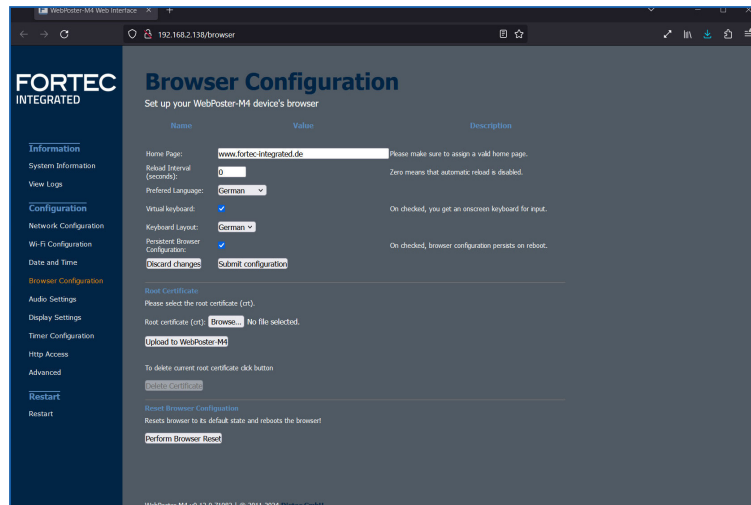 WebPoster-M4 Web Interface
192.168.2.138/browser
FORTEC
INTEGRATED
Information
System Information
View Logs
Configuration
Network Configuration
Wi-Fi Configuration
Date and Time
Browser Configuration
Audio Settings
Display Settings
Timer Configuration
Http Access
Advanced
Restart
Restart
Browser Configuration
Set up your WebPoster-M4 device's browser
Name Value Description
Home Page: www.fortec-integrated.de Please make sure to assign a valid home page.
Reload Interval
(seconds): 0 Zero means that automatic reload is disabled.
Prefered Language: German
Virtual keyboard: On checked, you get an onscreen keyboard for input.
Keyboard Layout: German
Persistent Browser
Configuration: On checked, browser configuration persists on reboot.
Discard changes Submit configuration
Root Certificate
Please select the root certificate (crt).
Root certificate (crt): Browse... No file selected.
Upload to WebPoster-M4
To delete current root certificate click button
Delete Certificate
Reset Browser Configuration
Resets browser to its default state and reboots the browser!
Perform Browser Reset